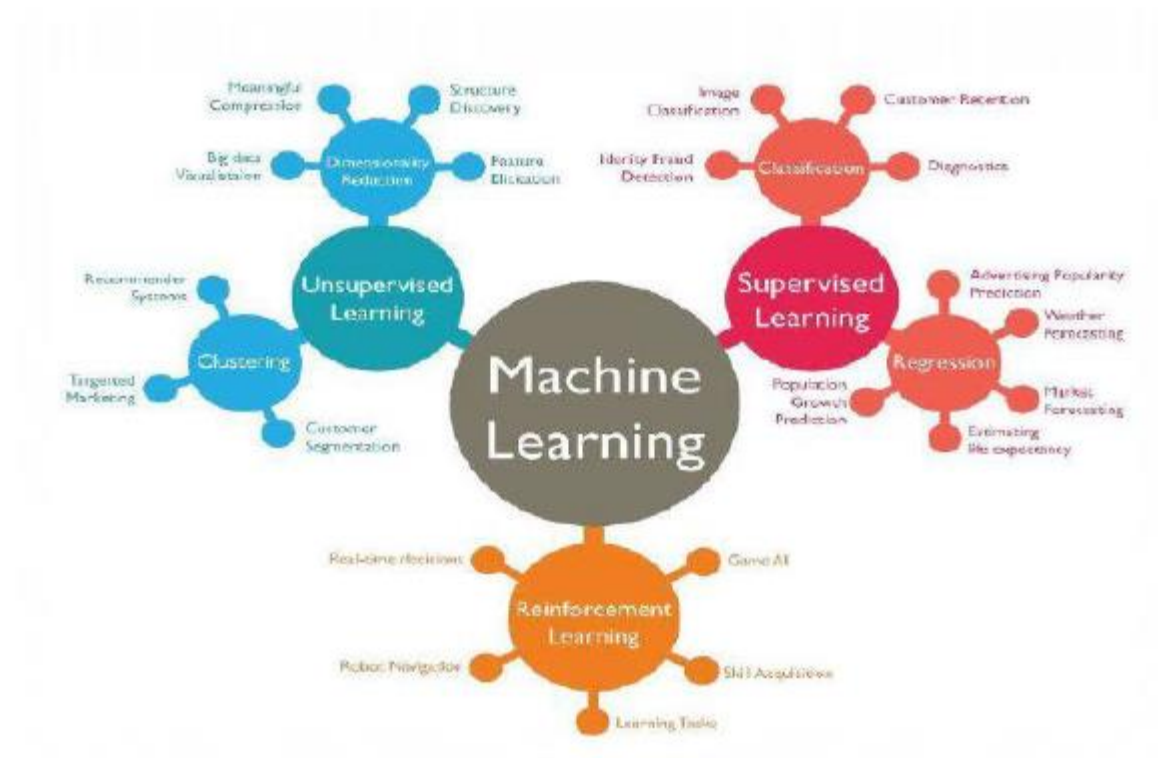 Meaningful
Compression
Structure
Discovery
Big data
Visualistaion
Dimensionality
Reduction
Feature
Elicitation
Image
Classification
Customer Retention
Idenity Fraud
Detection
Classification
Diagnostics
Recommender
Systems
Unsupervised
Learning
Clustering
Targeted
Marketing
Customer
Segmentation
Machine
Learning
Supervised
Learning
Advertising Popularity
Prediction
Weather
Forecasting
Regression
Population
Growth
Prediction
Market
Forecasting
Estimating
life expectancy
Real-time decisions
Game AI
Reinforcement
Learning
Robot Navigation
Skill Acquisition
Learning Tasks